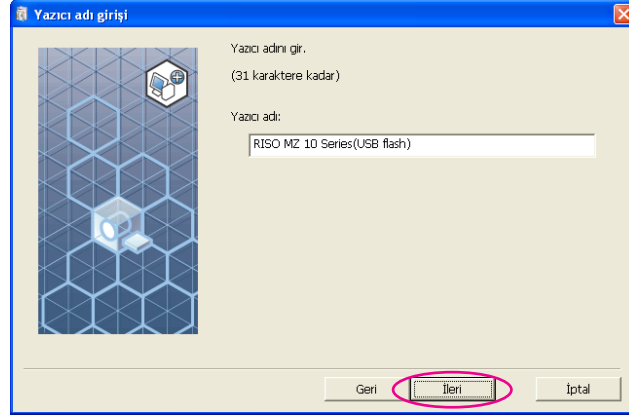 Yazıcı adı girişi
Yazıcı adını gir.
(31 karaktere kadar)
Yazıcı adı:
RISO MZ 10 Series(USB flash)
Geri
İleri
İptal